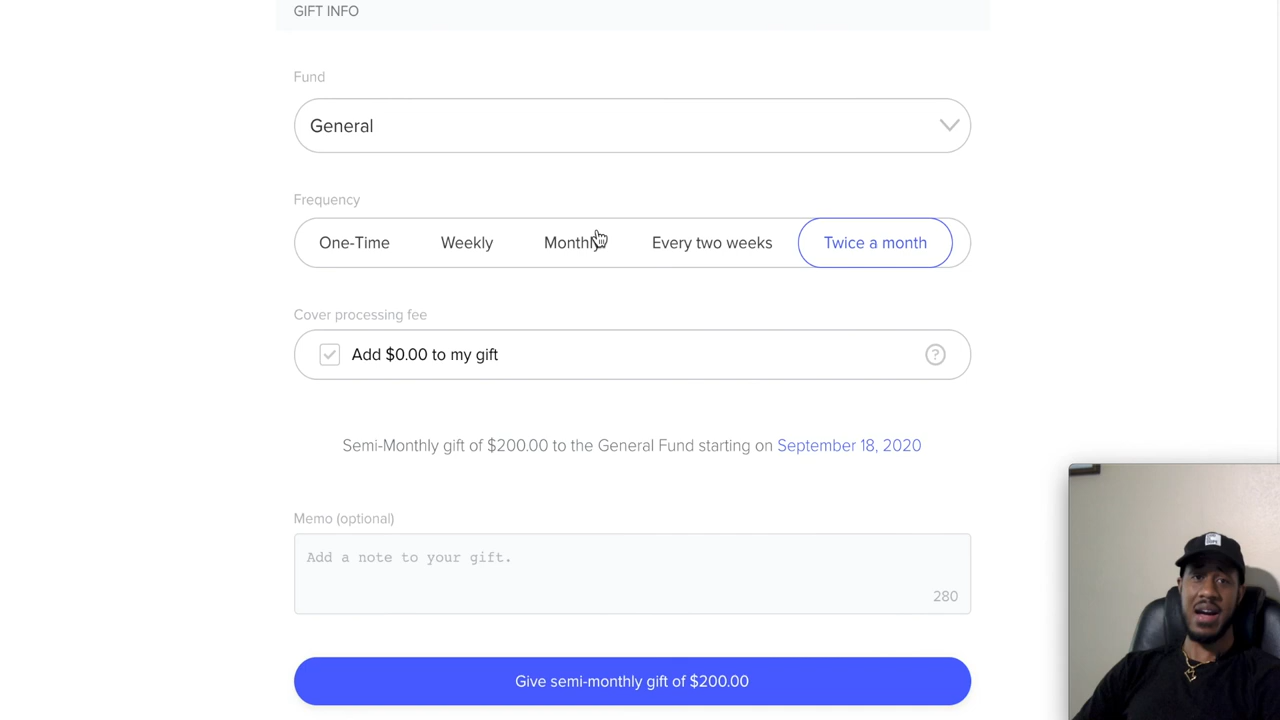 GIFT INFO
Fund
General
Frequency
One-Time Weekly Monthly Every two weeks Twice a month
Cover processing fee
Add $0.00 to my gift ?
Semi-Monthly gift of $200.00 to the General Fund starting on September 18, 2020
Memo (optional)
Add a note to your gift.
280
Give semi-monthly gift of $200.00